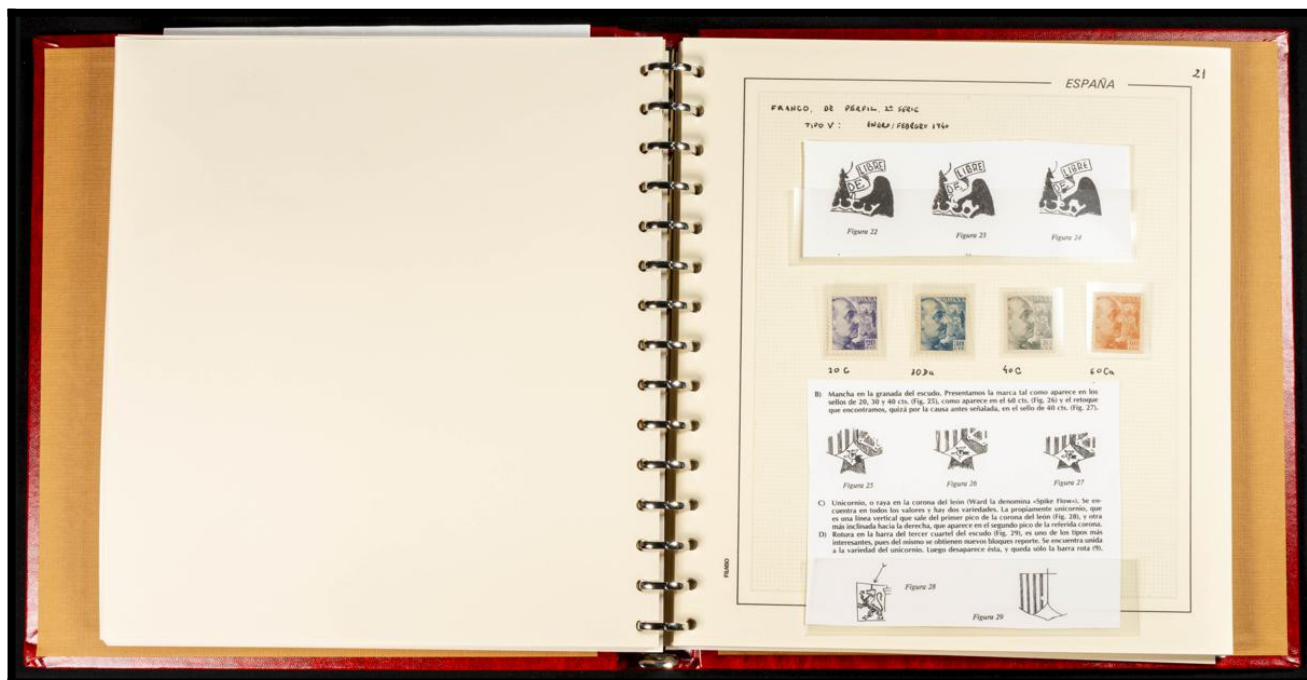 21
ESPAÑA
FRANCO, DE PERFIL, 2ª SERIE
TIPO V: ENERO/FEBRERO 1940
LIBRE
DE
LIBRE
DE
LIBRE
DE
Figura 22 Figura 23 Figura 24
20 C 40 C
B) Mancha en la granada del escudo. Presentamos la marca tal como aparece en los
sellos de 20, 30 y 40 cts. (Fig. 25), como aparece en el 60 cts. (Fig. 26) y el retoque
que encontramos, quizá por la causa antes señalada, en el sello de 40 cts. (Fig. 27).
Figura 25 Figura 26 Figura 27
C) Unicornio, o raya en la corona del león (Ward la denomina «Spike Flow»). Se en-
cuentra en todos los valores y hay dos variedades. La propiamente unicornio, que
es una línea vertical que sale del primer pico de la corona del león (Fig. 28), y otra
más inclinada hacia la derecha, que aparece en el segundo pico de la referida corona.
D) Rotura en la barra del tercer cuartel del escudo (Fig. 29), es uno de los tipos más
interesantes, pues del mismo se obtienen nuevos bloques reporte. Se encuentra unida
a la variedad del unicornio. Luego desaparece ésta, y queda sólo la barra rota (9).
FILABO
Figura 28
Figura 29